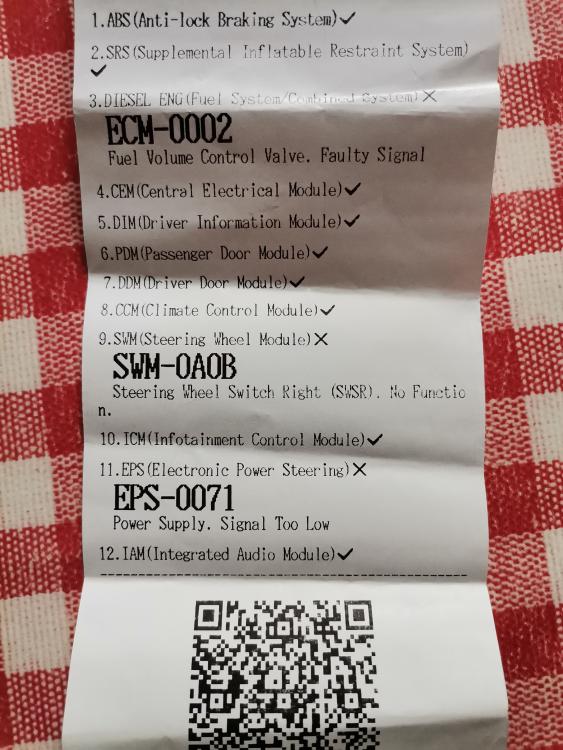 1.ABS(Anti-lock Braking System)✓
2.SRS(Supplemental Inflatable Restraint System)
✓
3.DIESEL ENG(Fuel System/Combined System)✕
ECM-0002
Fuel Volume Control Valve. Faulty Signal
4.CEM(Central Electrical Module)✓
5.DIM(Driver Information Module)✓
6.PDM(Passenger Door Module)✓
7.DDM(Driver Door Module)✓
8.CCM(Climate Control Module)✓
9.SWM(Steering Wheel Module)✕
SWM-0A0B
Steering Wheel Switch Right (SWSR). No Functio
n.
10.ICM(Infotainment Control Module)✓
11.EPS(Electronic Power Steering)✕
EPS-0071
Power Supply. Signal Too Low
12.IAM(Integrated Audio Module)✓